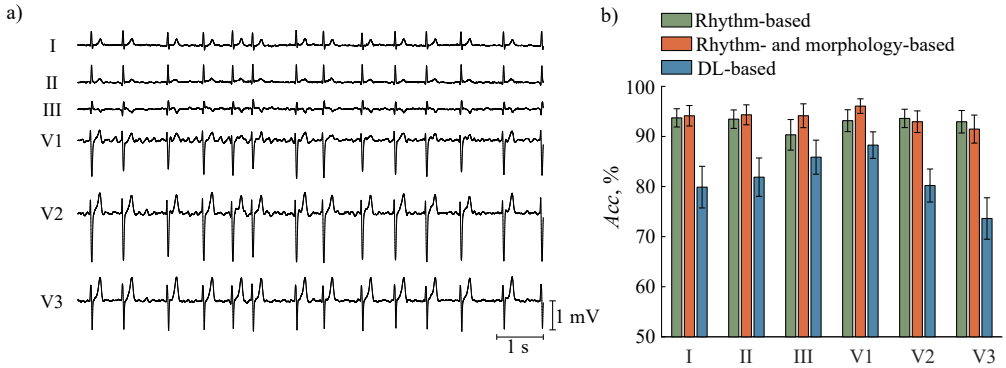 a)
I
II
III
V1
V2
V3
1 mV
1 s
b)
Rhythm-based
Rhythm- and morphology-based
DL-based
100
90
80
70
60
50
Acc, %
I II III V1 V2 V3